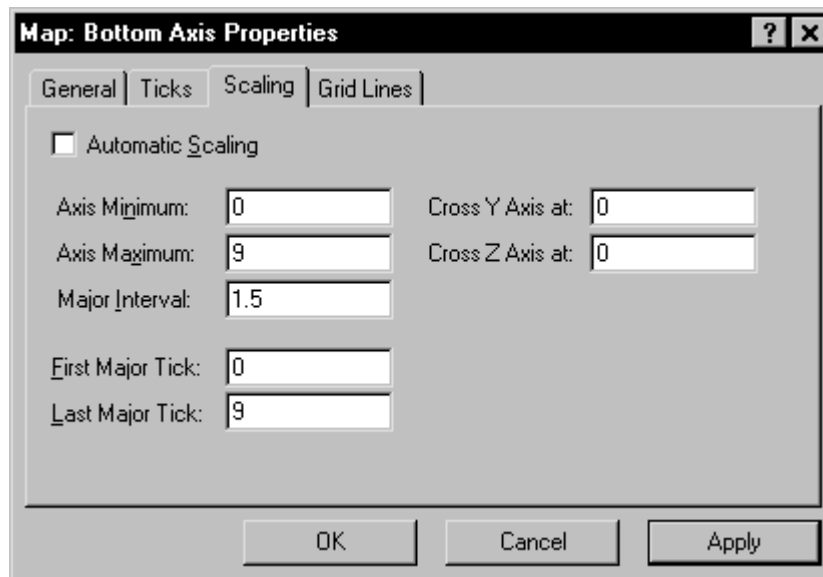 Map: Bottom Axis Properties
General Ticks Scaling Grid Lines
Automatic Scaling
Axis Minimum: 0 Cross Y Axis at: 0
Axis Maximum: 9 Cross Z Axis at: 0
Major Interval: 1.5
First Major Tick: 0
Last Major Tick: 9
OK Cancel Apply